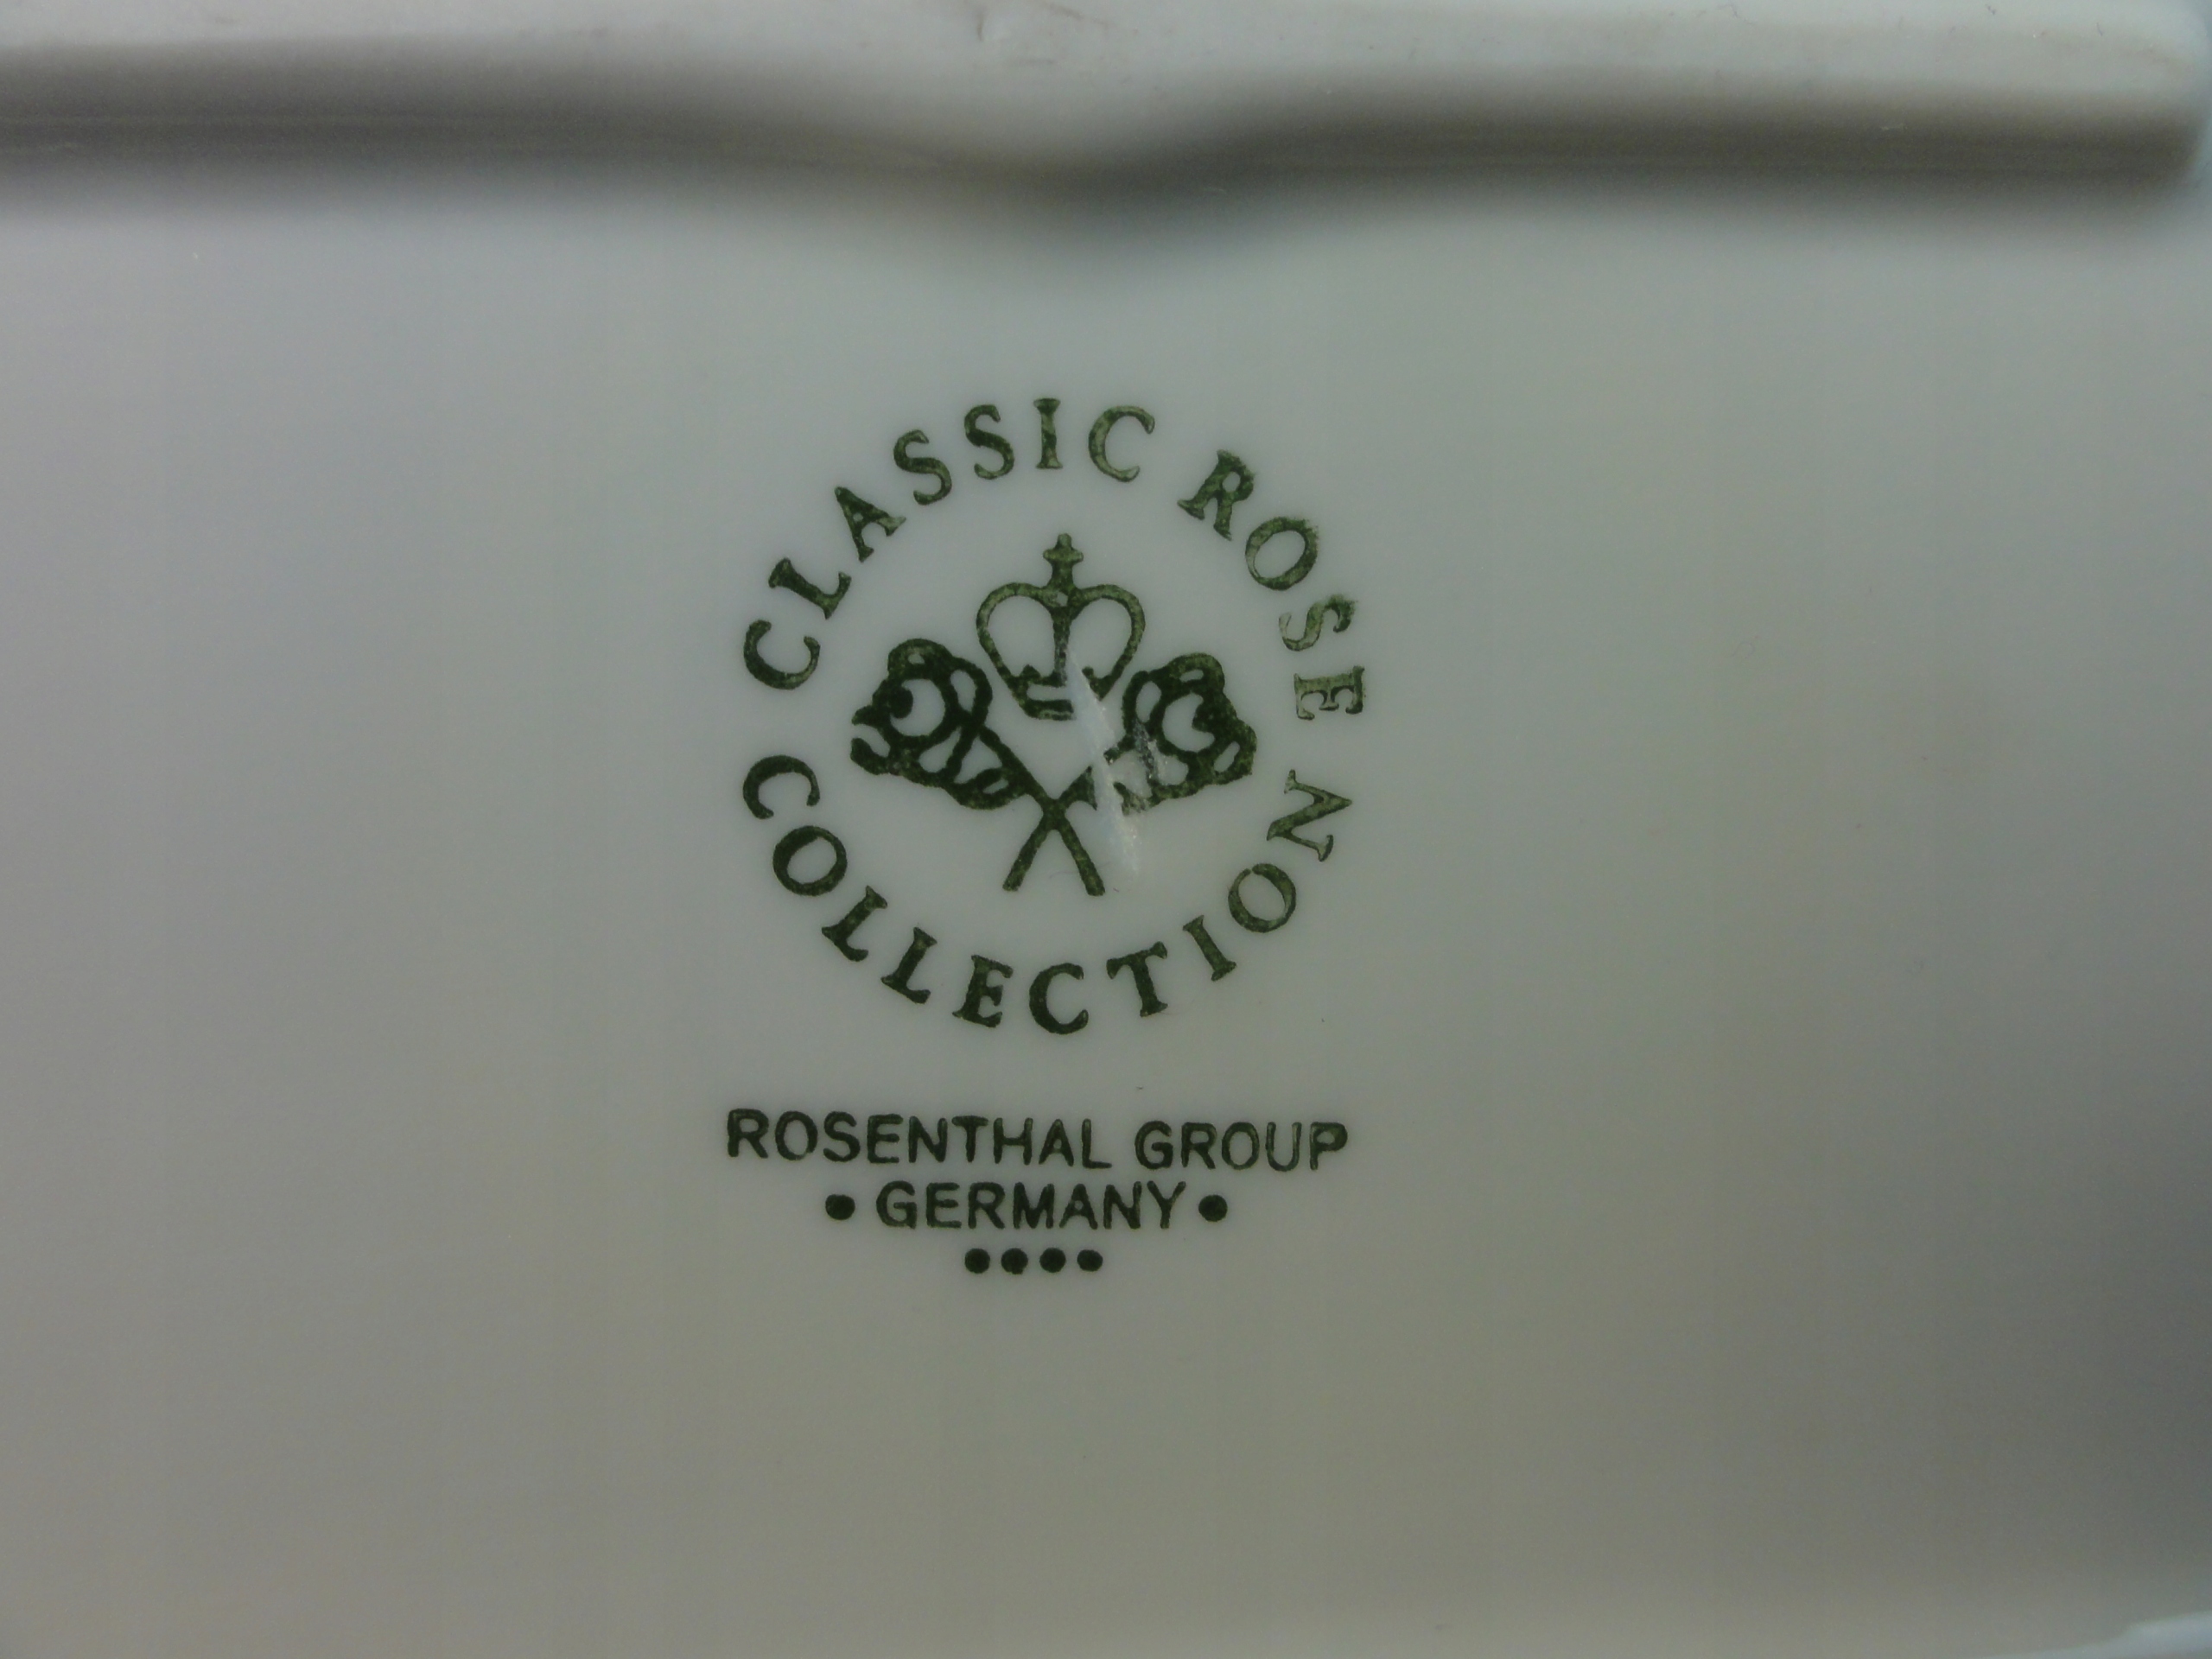 CLASSIC ROSE
COLLECTION
ROSENTHAL GROUP
• GERMANY •
••••